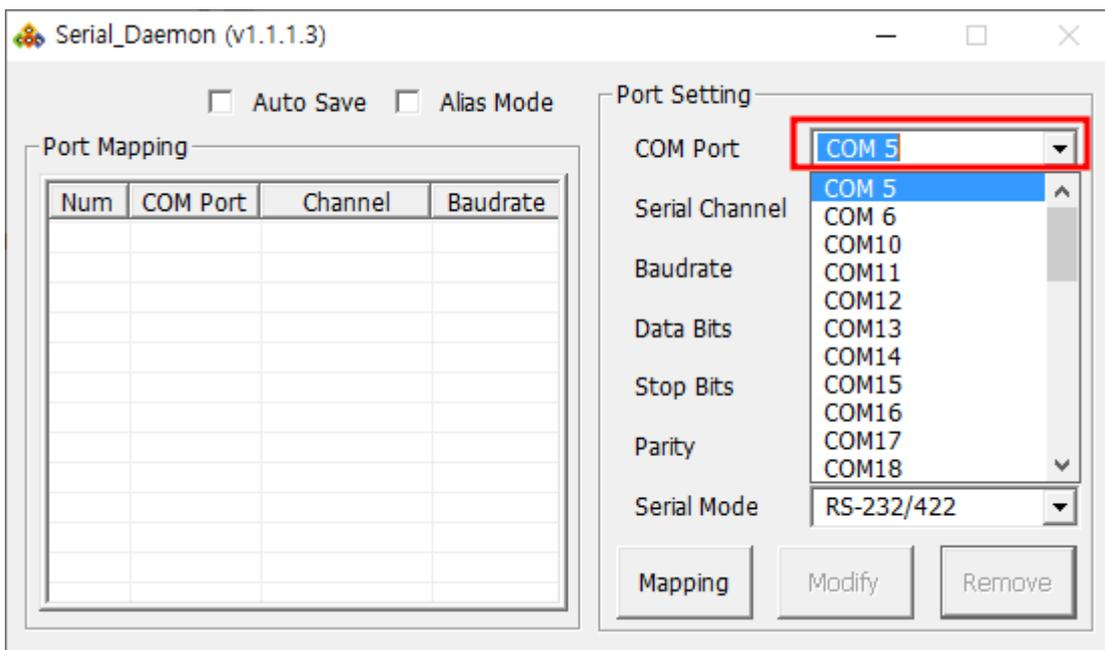 Serial_Daemon (v1.1.1.3)
Auto Save Alias Mode
Port Mapping
Num COM Port Channel Baudrate
Port Setting
COM Port COM 5
COM 5
COM 6
COM10
COM11
COM12
COM13
COM14
COM15
COM16
COM17
COM18
Serial Channel
Baudrate
Data Bits
Stop Bits
Parity
Serial Mode RS-232/422
Mapping Modify Remove